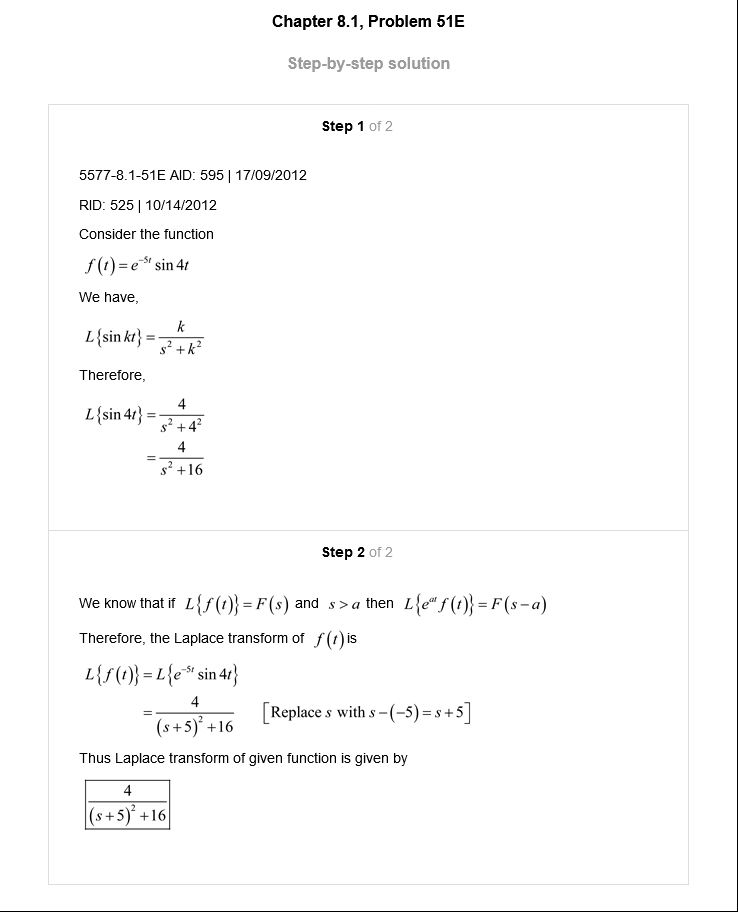 Chapter 8.1, Problem 51E
Step-by-step solution
Step 1 of 2
5577-8.1-51E AID: 595 | 17/09/2012
RID: 525 | 10/14/2012
Consider the function
f(t) = e^{-5t} sin 4t
We have,
L{sin kt} = \frac{k}{s^2 + k^2}
Therefore,
L{sin 4t} = \frac{4}{s^2 + 4^2}
= \frac{4}{s^2 + 16}
Step 2 of 2
We know that if L{f(t)} = F(s) and s > a then L{e^{at} f(t)} = F(s - a)
Therefore, the Laplace transform of f(t) is
L{f(t)} = L{e^{-5t} sin 4t}
= \frac{4}{(s+5)^2 + 16} [Replace s with s - (-5) = s + 5]
Thus Laplace transform of given function is given by
\frac{4}{(s+5)^2 + 16}